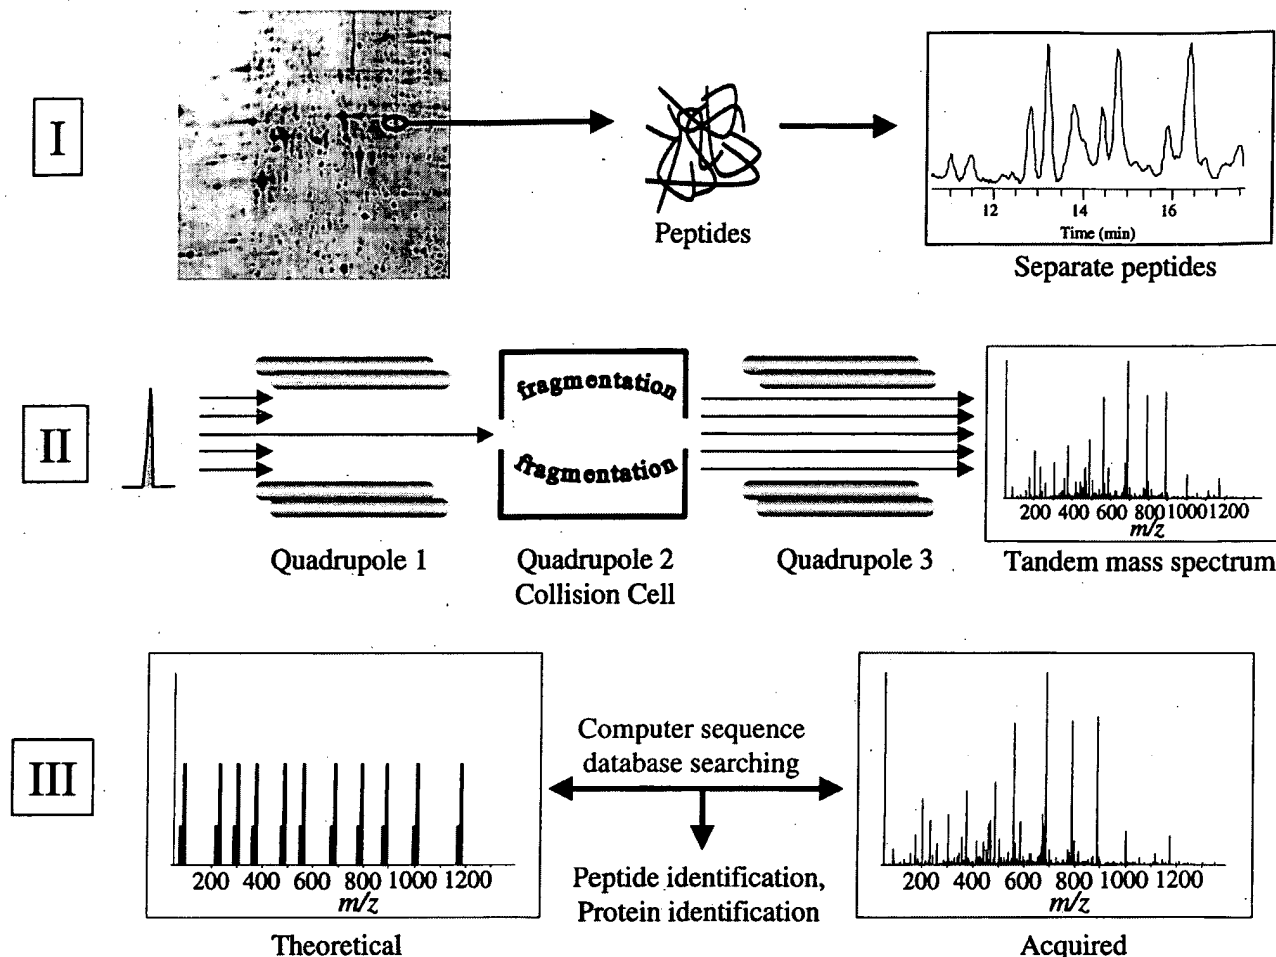 I
Peptides
12 14 16
Time (min)
Separate peptides
II
fragmentation
fragmentation
200 400 600 800 1000 1200
m/z
Quadrupole 1
Quadrupole 2
Collision Cell
Quadrupole 3
Tandem mass spectrum
III
Computer sequence
database searching
Peptide identification,
Protein identification
200 400 600 800 1000 1200
m/z
Theoretical
200 400 600 800 1000 1200
m/z
Acquired